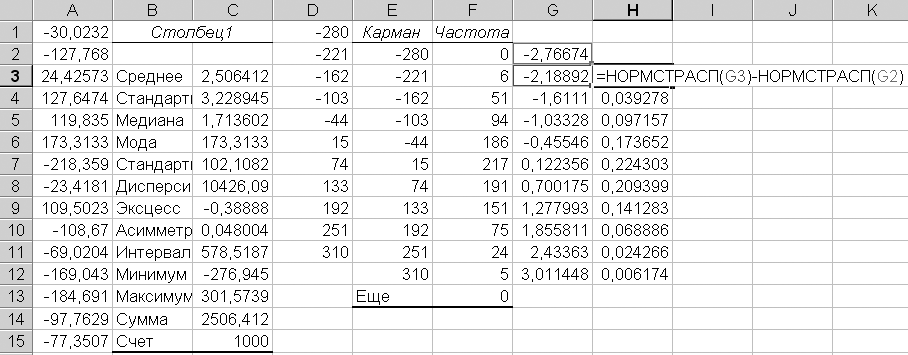 A B C D E F G H I J K
1 -30,0232 Столбец1 -280 Карман Частота
2 -127,768 -221 -280 0 -2,76674
3 24,42573 Среднее 2,506412 -162 -221 6 -2,18892 =НОРМСТРАСП(G3)-НОРМСТРАСП(G2)
4 127,6474 Стандартн 3,228945 -103 -162 51 -1,6111 0,039278
5 119,835 Медиана 1,713602 -44 -103 94 -1,03328 0,097157
6 173,3133 Мода 173,3133 15 -44 186 -0,45546 0,173652
7 -218,359 Стандартн 102,1082 74 15 217 0,122356 0,224303
8 -23,4181 Дисперси 10426,09 133 74 191 0,700175 0,209399
9 109,5023 Эксцесс -0,38888 192 133 151 1,277993 0,141283
10 -108,67 Асимметр 0,048004 251 192 75 1,855811 0,068886
11 -69,0204 Интервал 578,5187 310 251 24 2,43363 0,024266
12 -169,043 Минимум -276,945 310 5 3,011448 0,006174
13 -184,691 Максимум 301,5739 Еще 0
14 -97,7629 Сумма 2506,412
15 -77,3507 Счет 1000